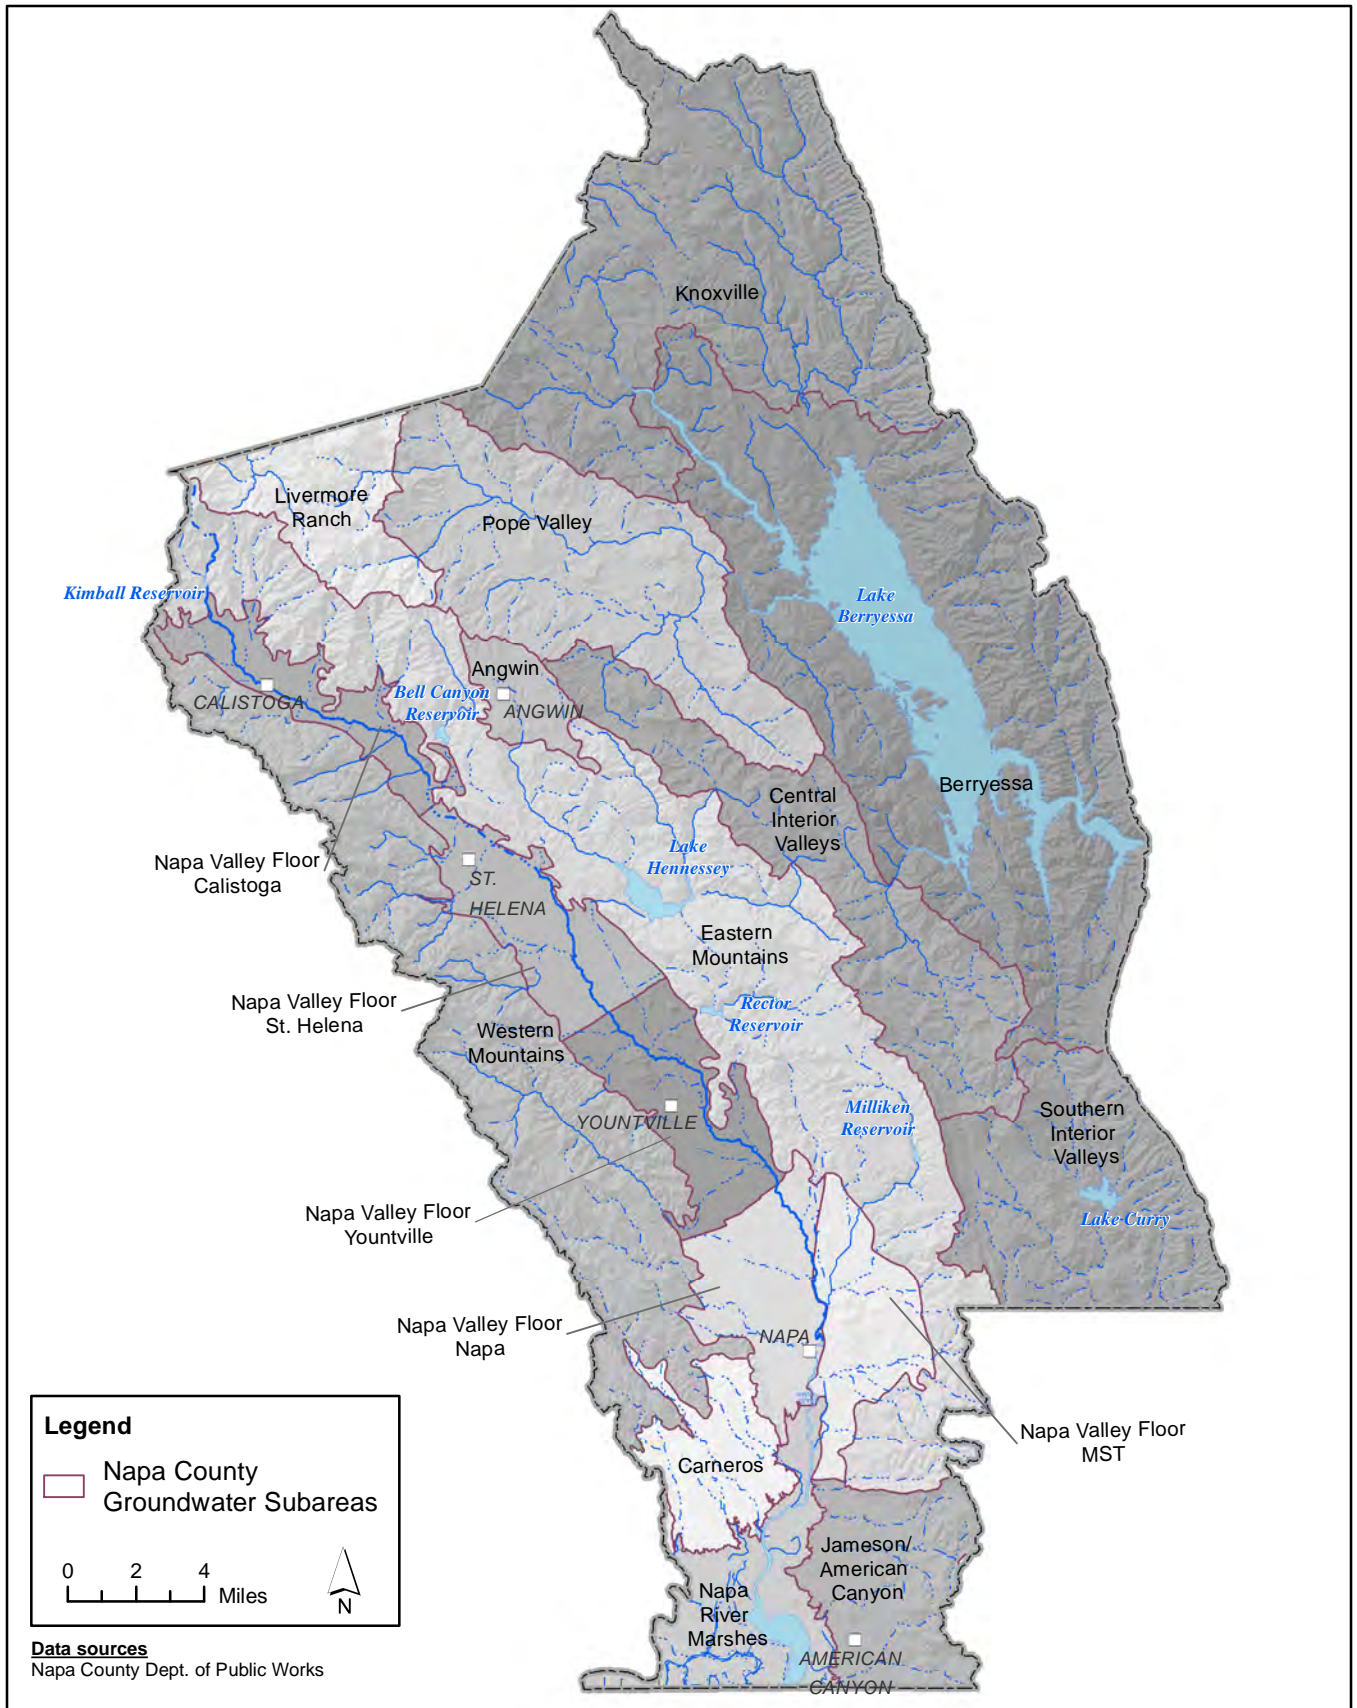 Knoxville
Livermore
Ranch
Pope Valley
Kimball Reservoir
Lake
Berryessa
Angwin
Bell Canyon
Reservoir
ANGWIN
CALISTOGA
Berryessa
Central
Interior
Valleys
Napa Valley Floor
Calistoga
Lake
Hennessey
ST.
HELENA
Eastern
Mountains
Napa Valley Floor
St. Helena
Rector
Reservoir
Western
Mountains
Milliken
Reservoir
Southern
Interior
Valleys
YOUNTVILLE
Lake Curry
Napa Valley Floor
Yountville
Napa Valley Floor
Napa
NAPA
Napa Valley Floor
MST
Carneros
Jameson/
American
Canyon
Napa
River
Marshes
AMERICAN
CANYON
Legend
Napa County
Groundwater Subareas
0 2 4
Miles
N
Data sources
Napa County Dept. of Public Works